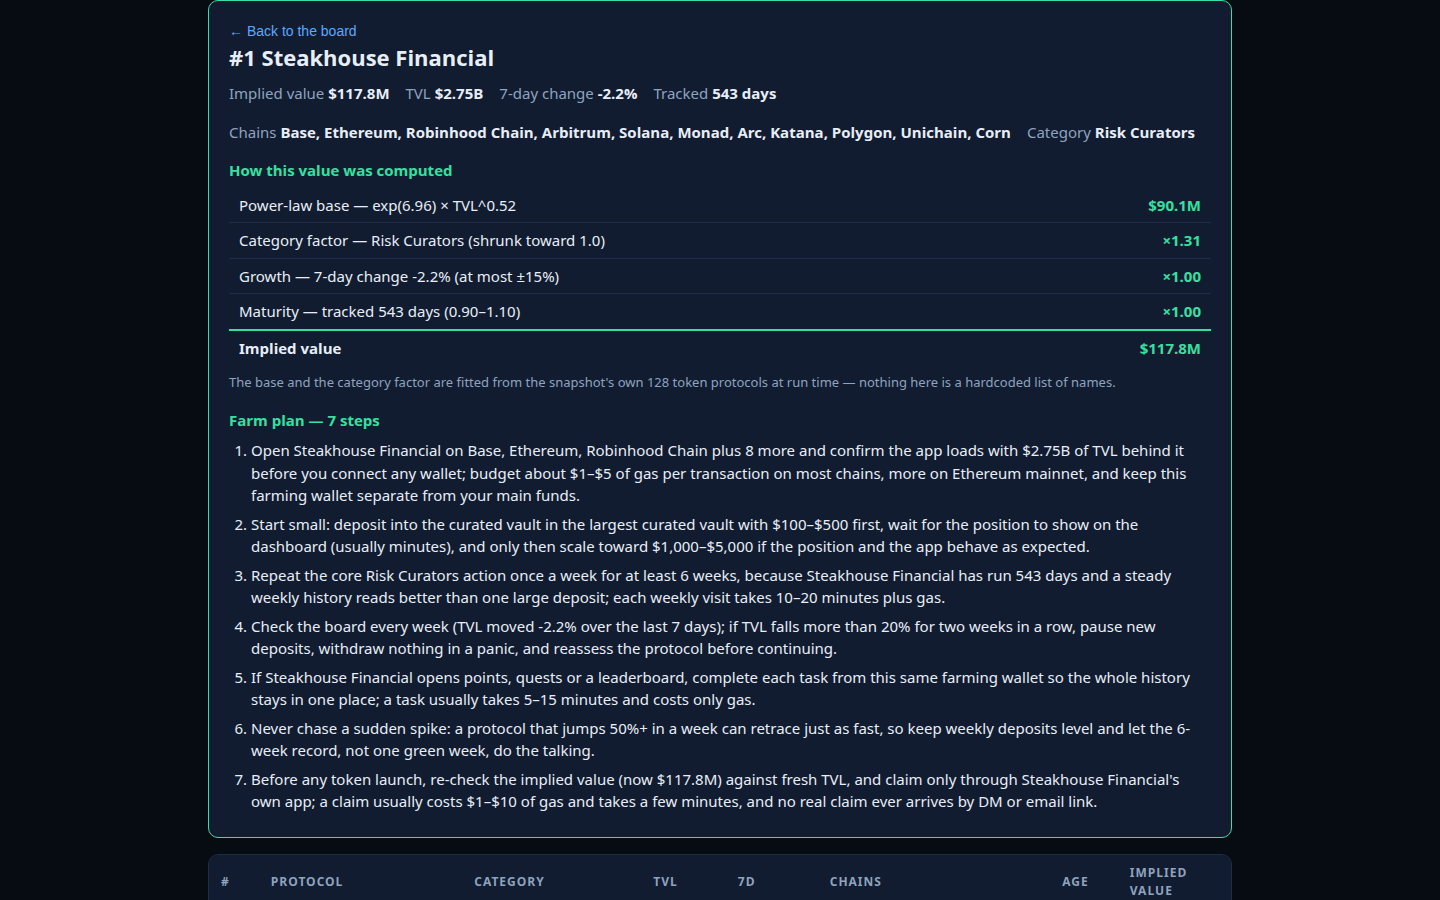 ← Back to the board
#1 Steakhouse Financial
Implied value $117.8M TVL $2.75B 7-day change -2.2% Tracked 543 days
Chains Base, Ethereum, Robinhood Chain, Arbitrum, Solana, Monad, Arc, Katana, Polygon, Unichain, Corn Category Risk Curators
How this value was computed
Power-law base — exp(6.96) × TVL^0.52 $90.1M
Category factor — Risk Curators (shrunk toward 1.0) ×1.31
Growth — 7-day change -2.2% (at most ±15%) ×1.00
Maturity — tracked 543 days (0.90–1.10) ×1.00
Implied value $117.8M
The base and the category factor are fitted from the snapshot's own 128 token protocols at run time — nothing here is a hardcoded list of names.
Farm plan — 7 steps
1. Open Steakhouse Financial on Base, Ethereum, Robinhood Chain plus 8 more and confirm the app loads with $2.75B of TVL behind it
before you connect any wallet; budget about $1–$5 of gas per transaction on most chains, more on Ethereum mainnet, and keep this
farming wallet separate from your main funds.
2. Start small: deposit into the curated vault in the largest curated vault with $100–$500 first, wait for the position to show on the
dashboard (usually minutes), and only then scale toward $1,000–$5,000 if the position and the app behave as expected.
3. Repeat the core Risk Curators action once a week for at least 6 weeks, because Steakhouse Financial has run 543 days and a steady
weekly history reads better than one large deposit; each weekly visit takes 10–20 minutes plus gas.
4. Check the board every week (TVL moved -2.2% over the last 7 days); if TVL falls more than 20% for two weeks in a row, pause new
deposits, withdraw nothing in a panic, and reassess the protocol before continuing.
5. If Steakhouse Financial opens points, quests or a leaderboard, complete each task from this same farming wallet so the whole history
stays in one place; a task usually takes 5–15 minutes and costs only gas.
6. Never chase a sudden spike: a protocol that jumps 50%+ in a week can retrace just as fast, so keep weekly deposits level and let the 6-
week record, not one green week, do the talking.
7. Before any token launch, re-check the implied value (now $117.8M) against fresh TVL, and claim only through Steakhouse Financial's
own app; a claim usually costs $1–$10 of gas and takes a few minutes, and no real claim ever arrives by DM or email link.
# PROTOCOL CATEGORY TVL 7D CHAINS AGE IMPLIED
VALUE